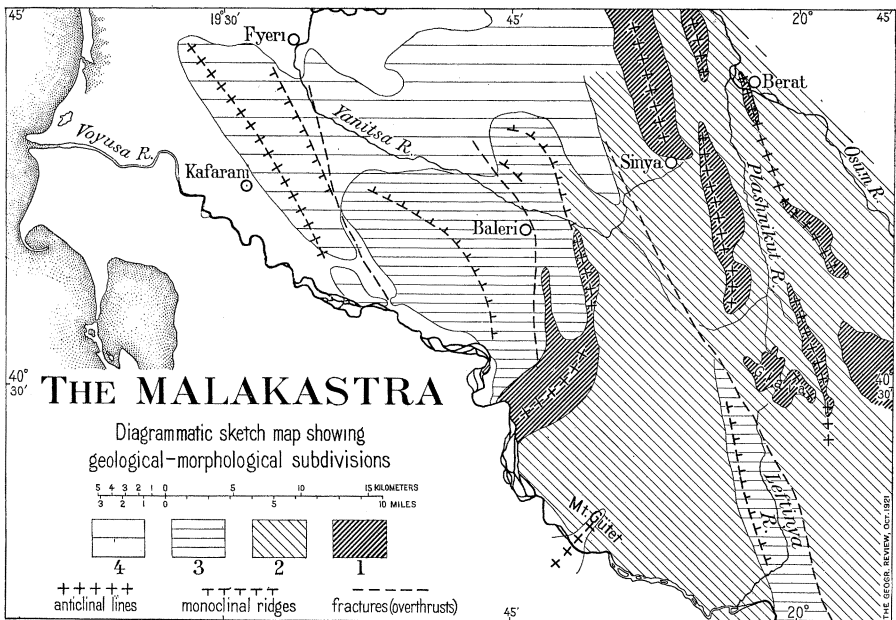 45' 19°30' 45' 20° 45'
Fyeri
Berat
Yanitsa R.
Voyusa R.
Osum R.
Sinya
Kafarani
Plashnikut R.
Baleri
40°
30'
40
30'
THE MALAKASTRA
Diagrammatic sketch map showing
geological-morphological subdivisions
5 4 3 2 1 0 5 10 15 KILOMETERS
3 2 1 0 5 10 MILES
Mt. Gutet
Leftinya
R.
4 3 2 1
anticlinal lines monoclinal ridges fractures (overthrusts)
45' 20°
THE GEOGR. REVIEW, OCT. 1921